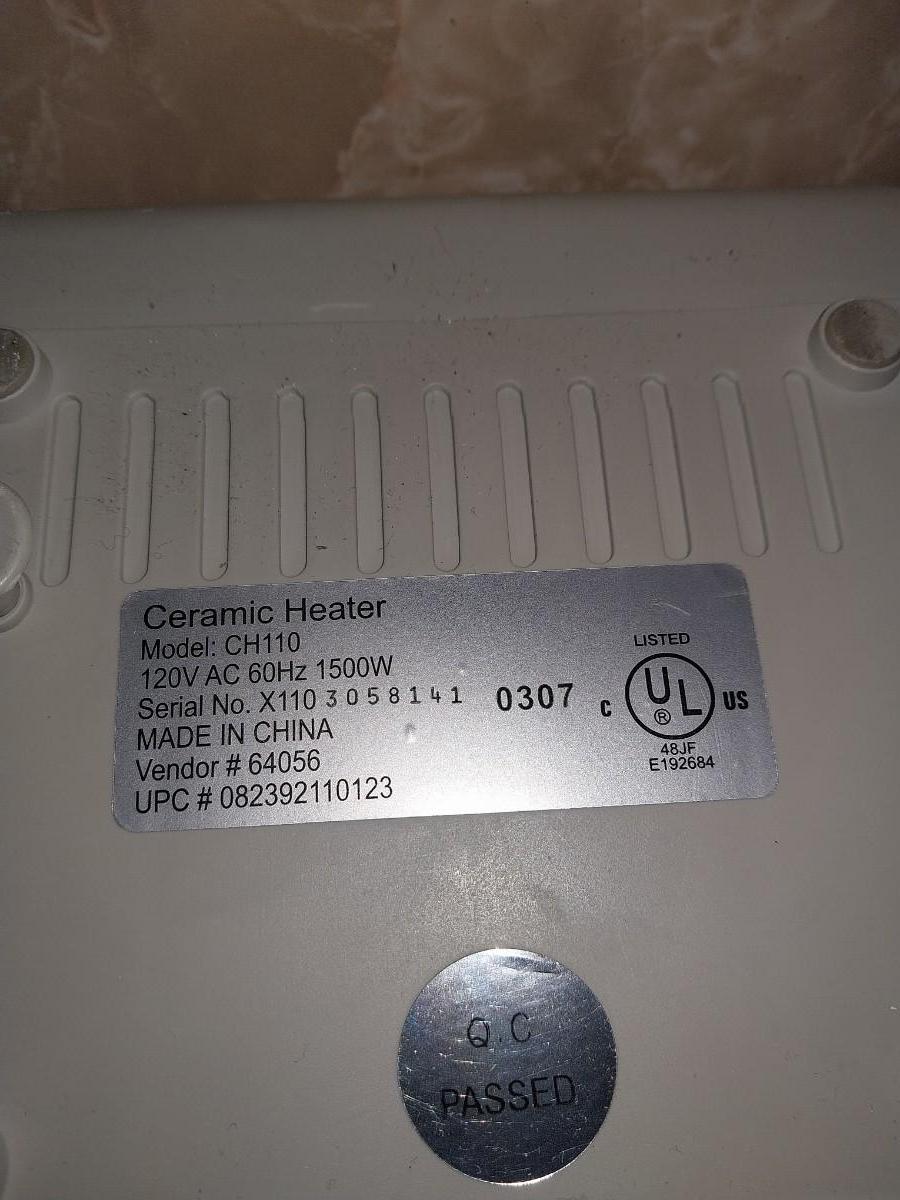 Ceramic Heater
Model: CH110
120V AC 60Hz 1500W
Serial No. X110 3058141 0307
MADE IN CHINA
Vendor # 64056
UPC # 082392110123
LISTED
C UL US
®
48JF
E192684
Q.C
PASSED